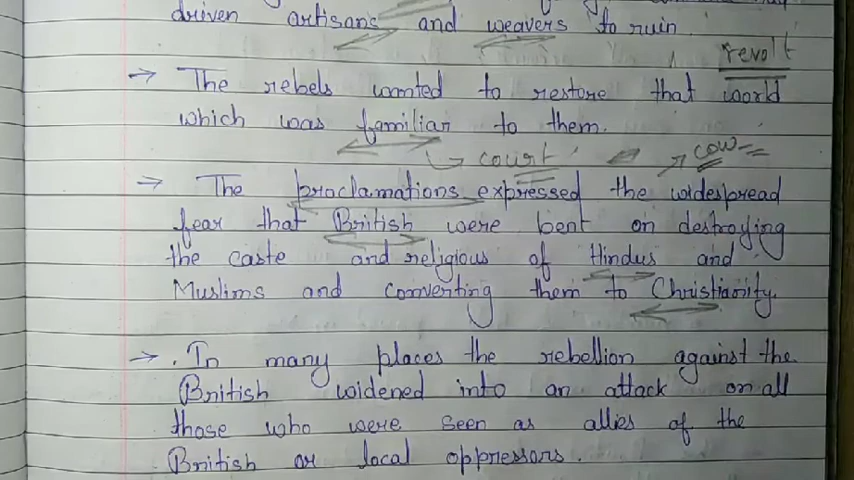 driven artisans and weavers to ruin
revolt
→ The rebels wanted to restore that world
which was familiar to them.
↳ court
cow
→ The proclamations expressed the widespread
fear that British were bent on destroying
the caste and religious of Hindus and
Muslims and converting them to Christianity.
→ . In many places the rebellion against the
British widened into an attack on all
those who were seen as allies of the
British or local oppressors.